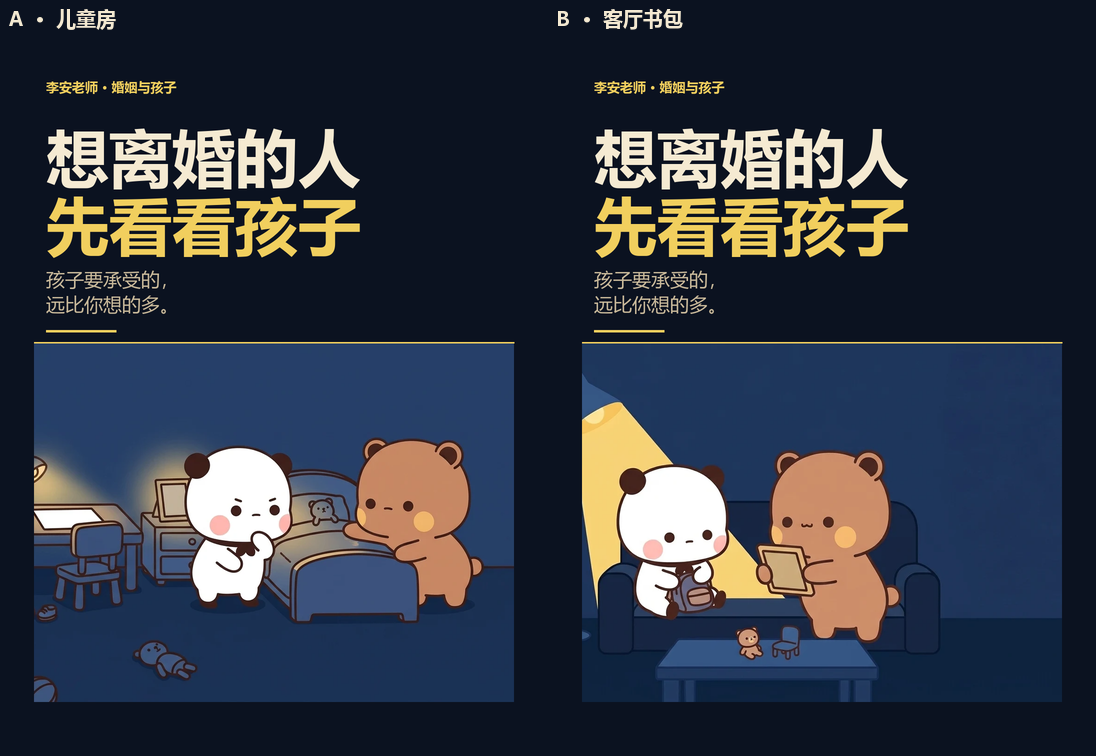 A • 儿童房
李安老师 • 婚姻与孩子
想离婚的人
先看看孩子
孩子要承受的，
远比你想的多。
B • 客厅书包
李安老师 • 婚姻与孩子
想离婚的人
先看看孩子
孩子要承受的，
远比你想的多。